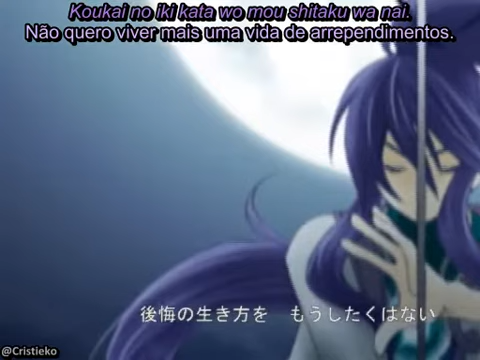 Koukai no iki kata wo mou shitaku wa nai.
Não quero viver mais uma vida de arrependimentos.
後悔の生き方を　もうしたくはない
@Cristieko